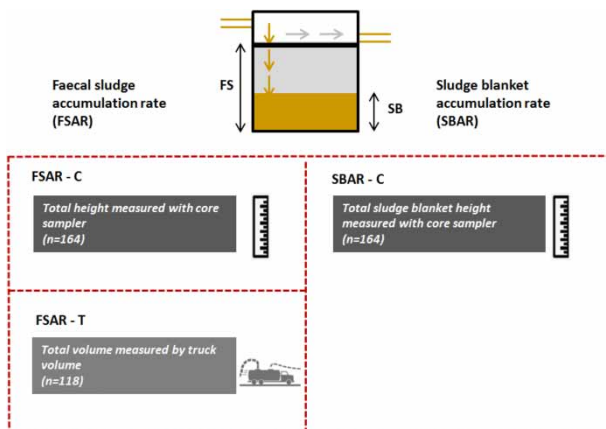 Faecal sludge
accumulation rate
(FSAR)
FS
SB
Sludge blanket
accumulation rate
(SBAR)
FSAR - C
Total height measured with core
sampler
(n=164)
SBAR - C
Total sludge blanket height
measured with core sampler
(n=164)
FSAR - T
Total volume measured by truck
volume
(n=118)